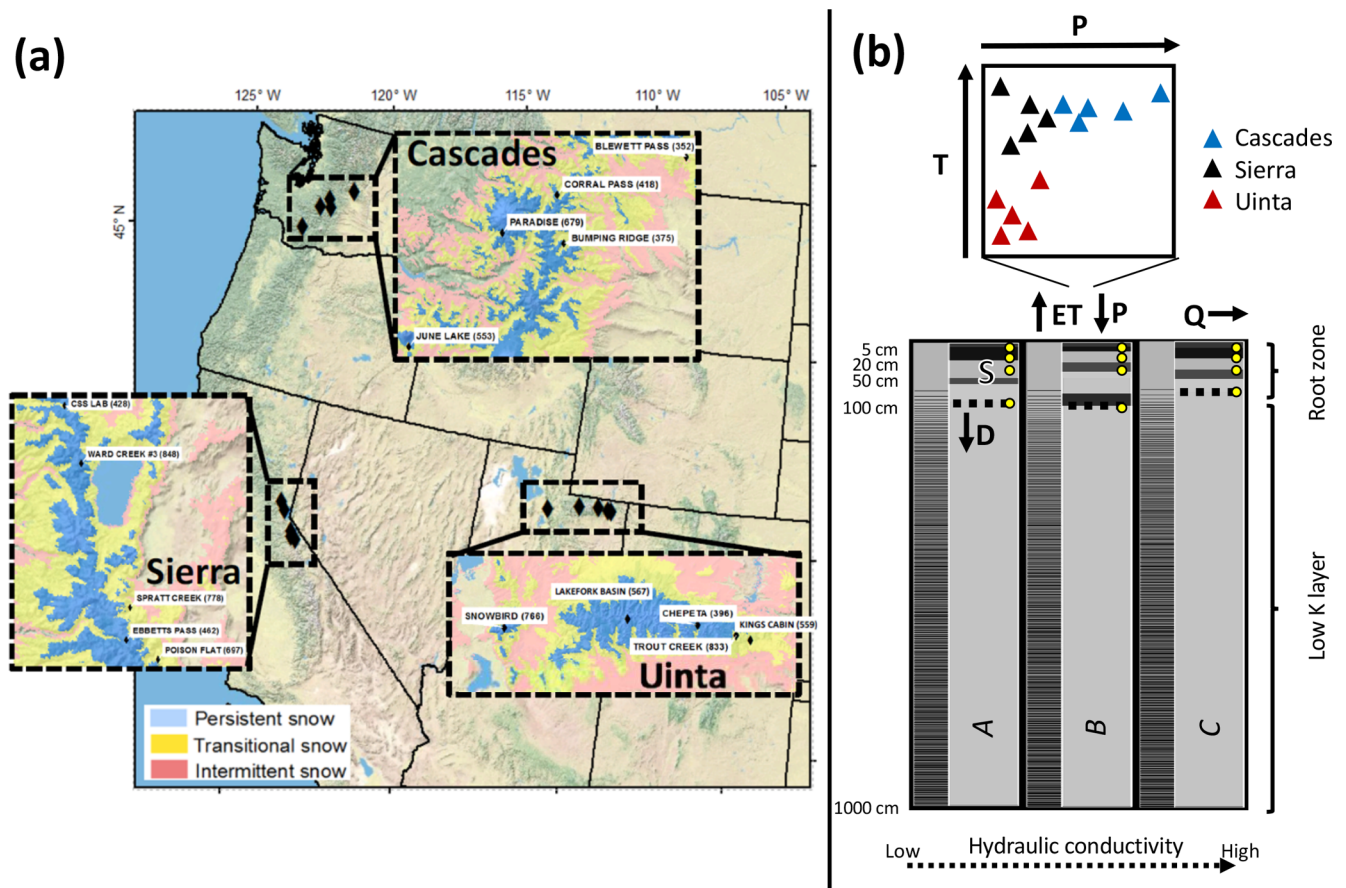 (a)
125° W
120° W
115° W
110° W
105° W
45° N
Cascades
BLEWETT PASS (352)
CORRAL PASS (418)
PARADISE (679)
BUMPING RIDGE (375)
JUNE LAKE (553)
CSS LAB (428)
WARD CREEK #3 (848)
Sierra
SPRATT CREEK (778)
EBBETTS PASS (462)
POISON FLAT (697)
LAKEFORK BASIN (567)
SNOWBIRD (766)
CHEPETA (396)
KINGS CABIN (559)
TROUT CREEK (833)
Uinta
Persistent snow
Transitional snow
Intermittent snow
(b)
P
T
Cascades
Sierra
Uinta
ET
P
Q
5 cm
20 cm
50 cm
100 cm
1000 cm
S
D
A
B
C
Root zone
Low K layer
Low
Hydraulic conductivity
High